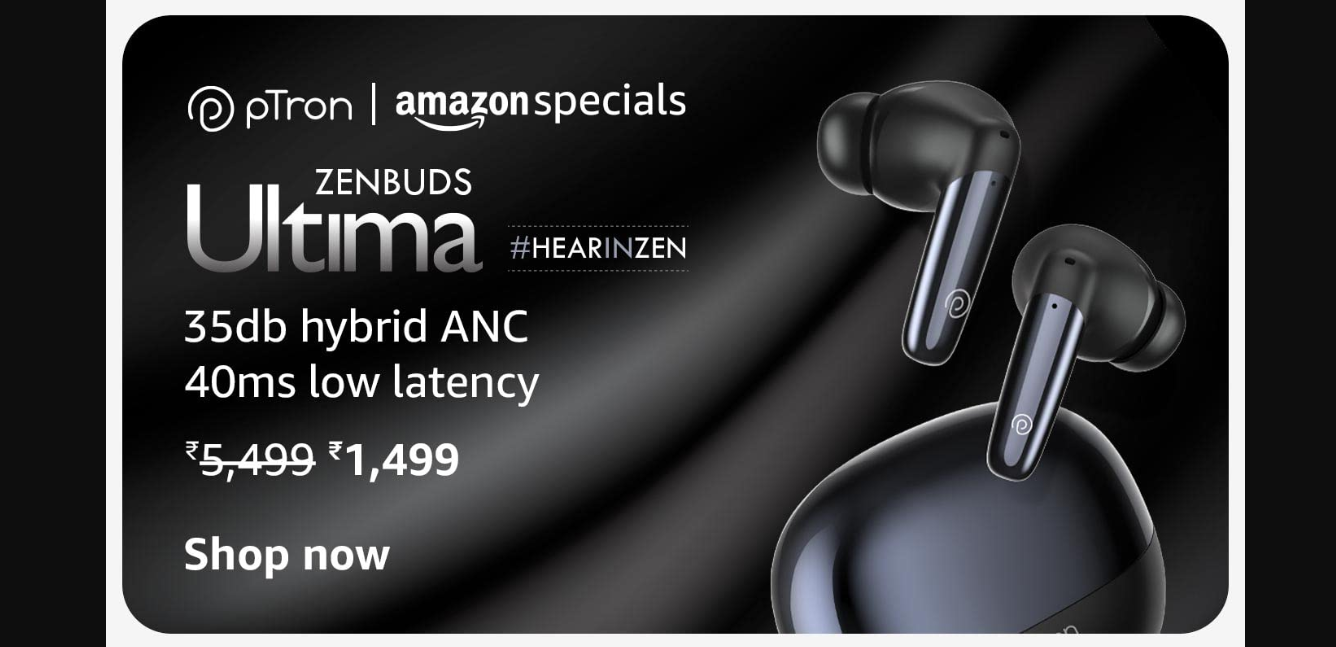 pTron | amazonspecials
ZENBUDS
Ultima #HEARINZEN
35db hybrid ANC
40ms low latency
₹5,499 ₹1,499
Shop now